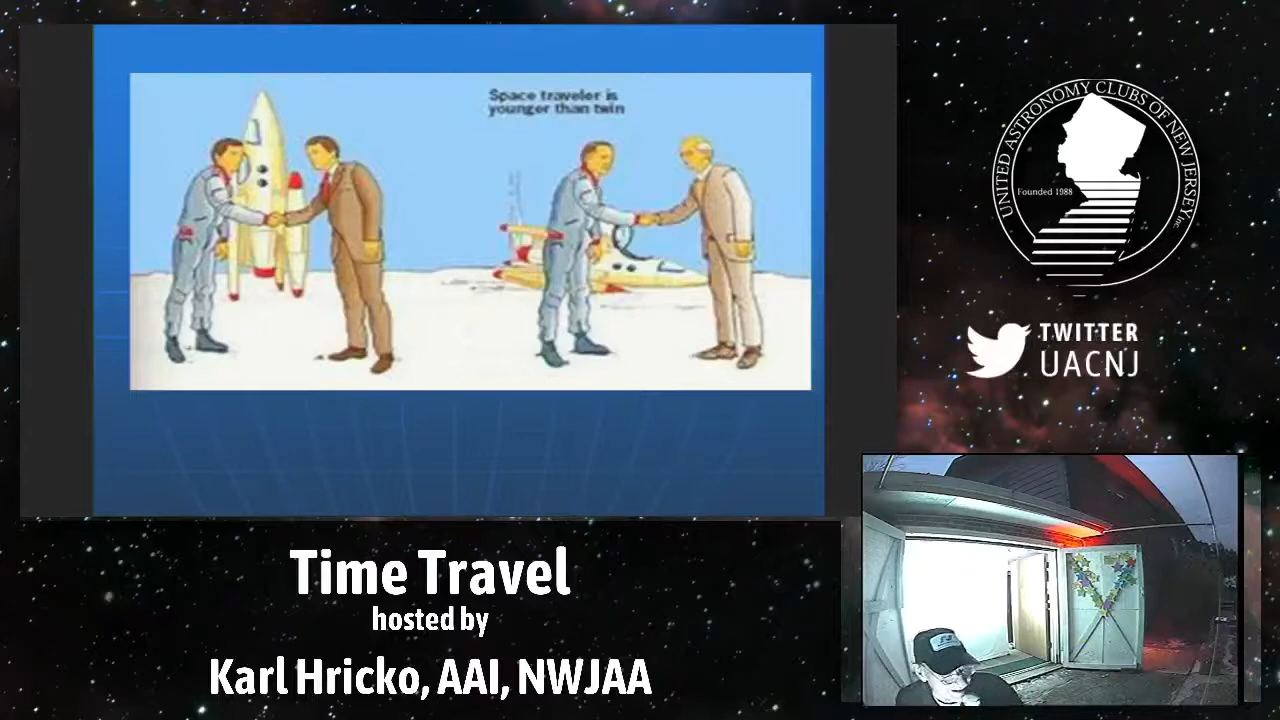 Space traveler is
younger than twin
UNITED ASTRONOMY CLUBS OF NEW JERSEY Inc.
Founded 1988
TWITTER
UACNJ
Time Travel
hosted by
Karl Hricko, AAI, NWJAA